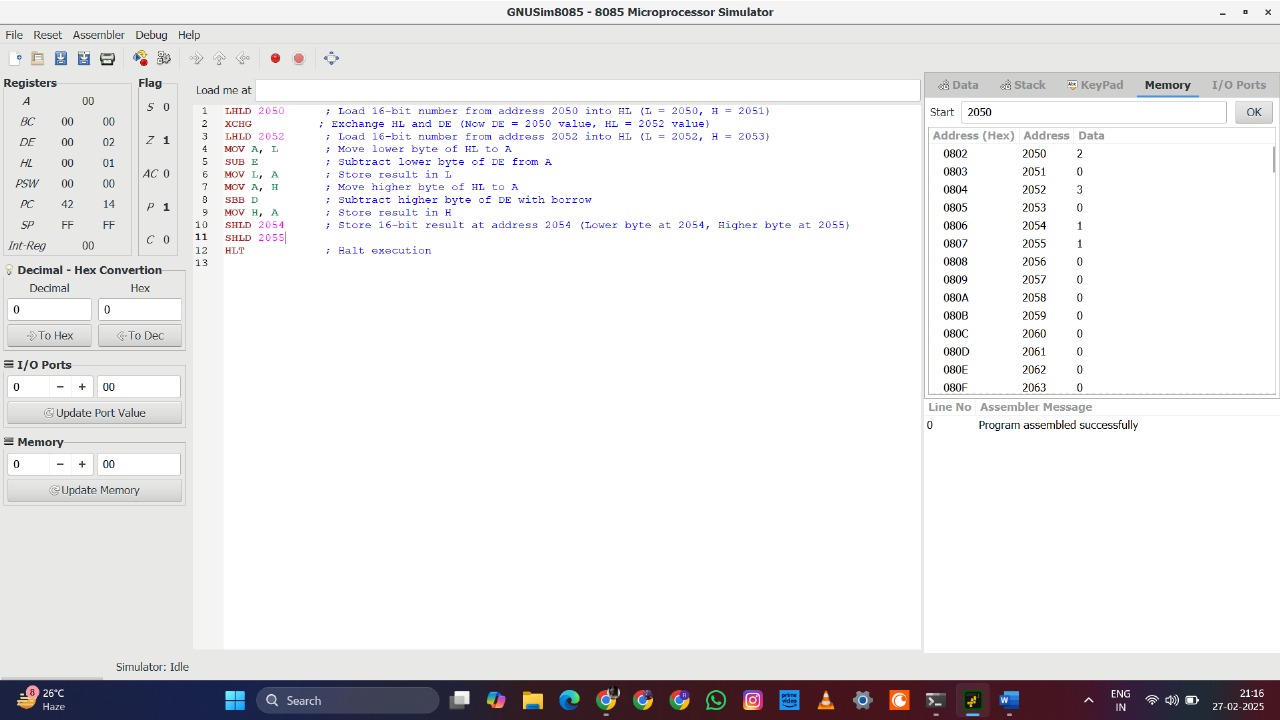 GNUSim8085 - 8085 Microprocessor Simulator
File Reset Assembler Debug Help
Registers Flag
A 00
BC 00 00
DE 00 02
HL 00 01
PSW 00 00
PC 42 14
SP FF FF
Int-Reg 00
S 0
Z 1
AC 0
P 1
C 0
Decimal - Hex Convertion
Decimal Hex
0 0
To Hex To Dec
I/O Ports
0 − + 00
Update Port Value
Memory
0 − + 00
Update Memory
Load me at
1 LHLD 2050 ; Load 16-bit number from address 2050 into HL (L = 2050, H = 2051)
2 XCHG ; Exchange HL and DE (Now DE = 2050 value, HL = 2052 value)
3 LHLD 2052 ; Load 16-bit number from address 2052 into HL (L = 2052, H = 2053)
4 MOV A, L ; Move lower byte of HL to A
5 SUB E ; Subtract lower byte of DE from A
6 MOV L, A ; Store result in L
7 MOV A, H ; Move higher byte of HL to A
8 SBB D ; Subtract higher byte of DE with borrow
9 MOV H, A ; Store result in H
10 SHLD 2054 ; Store 16-bit result at address 2054 (Lower byte at 2054, Higher byte at 2055)
11 SHLD 2055
12 HLT ; Halt execution
13
Data Stack KeyPad Memory I/O Ports
Start 2050 OK
Address (Hex) Address Data
0802 2050 2
0803 2051 0
0804 2052 3
0805 2053 0
0806 2054 1
0807 2055 1
0808 2056 0
0809 2057 0
080A 2058 0
080B 2059 0
080C 2060 0
080D 2061 0
080E 2062 0
080F 2063 0
Line No Assembler Message
0 Program assembled successfully
Simulator: Idle
8
26°C
Haze
Search
prime video
W
ENG
IN
21:16
27-02-2025